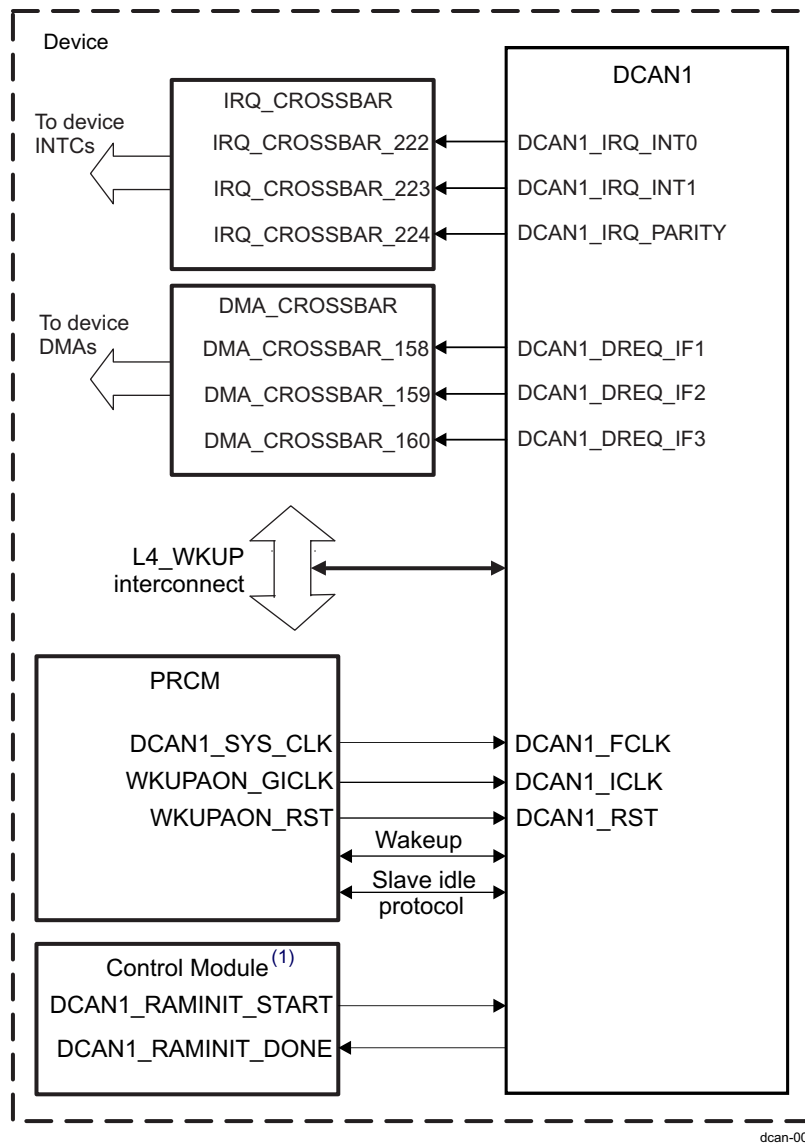 Device
DCAN1
IRQ_CROSSBAR
To device
INTCs
IRQ_CROSSBAR_222
DCAN1_IRQ_INT0
IRQ_CROSSBAR_223
DCAN1_IRQ_INT1
IRQ_CROSSBAR_224
DCAN1_IRQ_PARITY
DMA_CROSSBAR
To device
DMAs
DMA_CROSSBAR_158
DCAN1_DREQ_IF1
DMA_CROSSBAR_159
DCAN1_DREQ_IF2
DMA_CROSSBAR_160
DCAN1_DREQ_IF3
L4_WKUP
interconnect
PRCM
DCAN1_SYS_CLK
DCAN1_FCLK
WKUPAON_GICLK
DCAN1_ICLK
WKUPAON_RST
DCAN1_RST
Wakeup
Slave idle
protocol
Control Module(1)
DCAN1_RAMINIT_START
DCAN1_RAMINIT_DONE
dcan-00